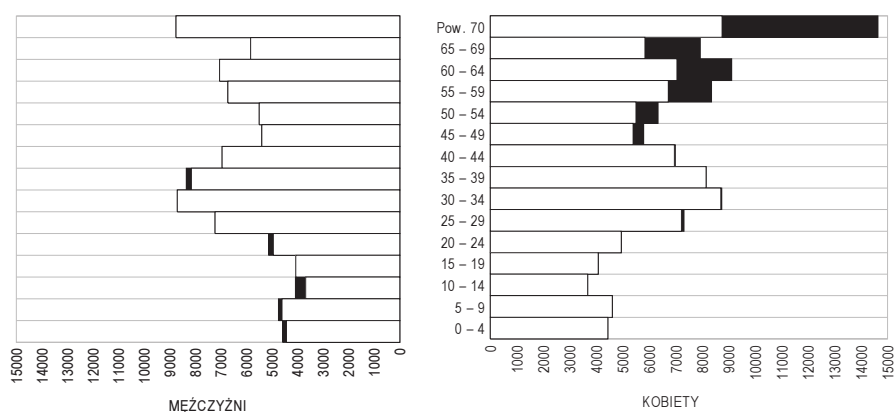 Pow. 70
65 – 69
60 – 64
55 – 59
50 – 54
45 – 49
40 – 44
35 – 39
30 – 34
25 – 29
20 – 24
15 – 19
10 – 14
5 – 9
0 – 4
15000
14000
13000
12000
11000
10000
9000
8000
7000
6000
5000
4000
3000
2000
1000
0
MĘŻCZYŹNI
0
1000
2000
3000
4000
5000
6000
7000
8000
9000
10000
11000
12000
13000
14000
15000
KOBIETY